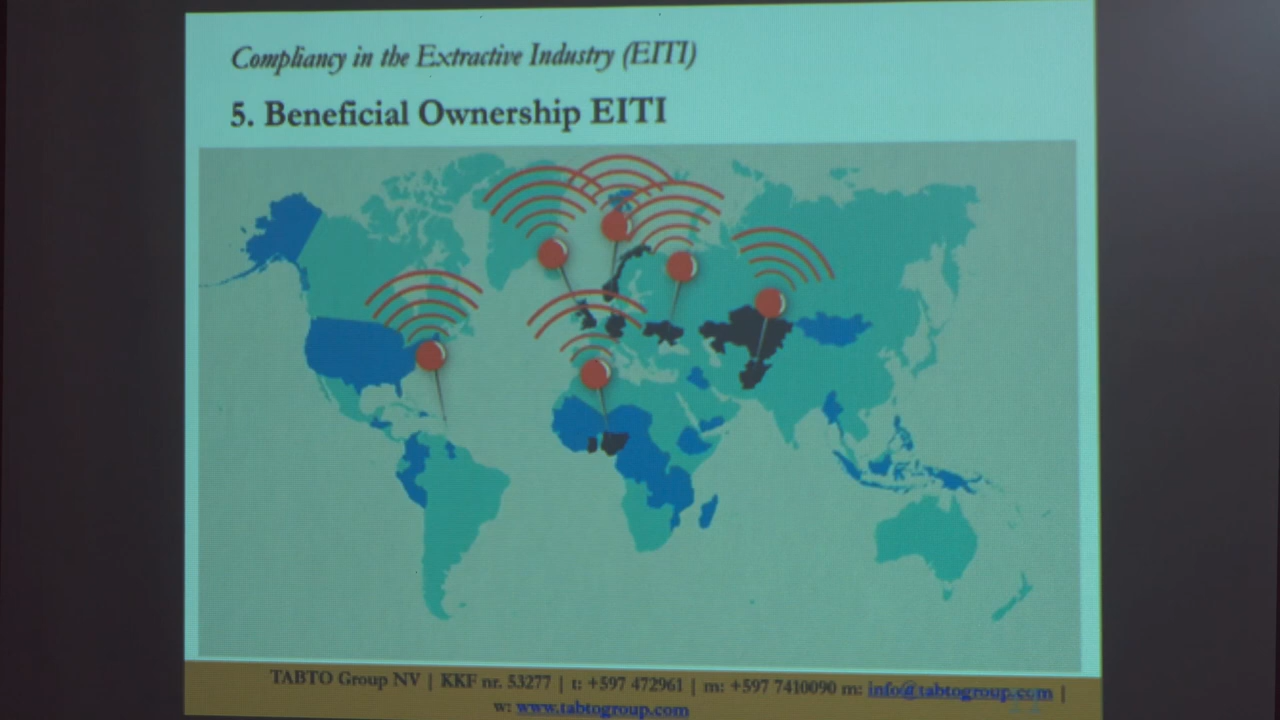 Compliancy in the Extractive Industry (EITI)
5. Beneficial Ownership EITI
TABTO Group NV | KKF nr. 53277 | t: +597 472961 | m: +597 7410090 m: info@tabtogroup.com |
w: www.tabtogroup.com